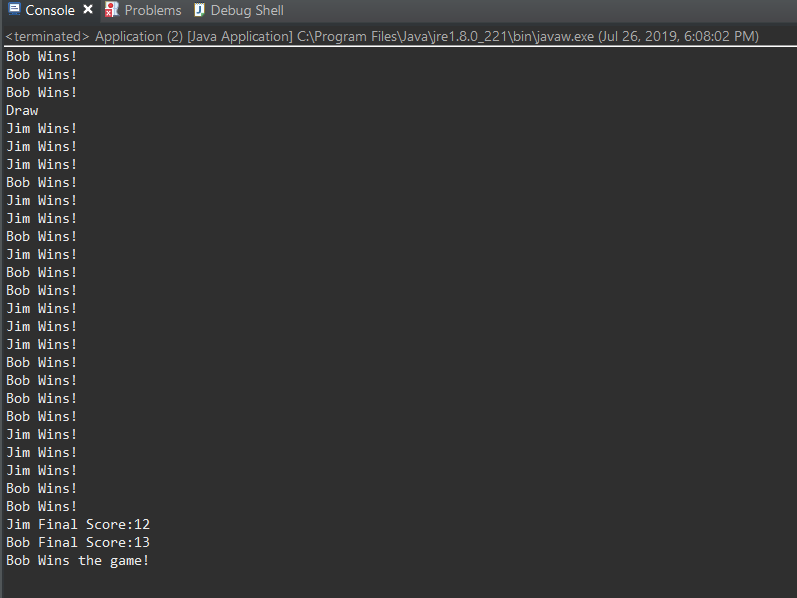 Console Problems Debug Shell
<terminated> Application (2) [Java Application] C:\Program Files\Java\jre1.8.0_221\bin\javaw.exe (Jul 26, 2019, 6:08:02 PM)
Bob Wins!
Bob Wins!
Bob Wins!
Draw
Jim Wins!
Jim Wins!
Jim Wins!
Bob Wins!
Jim Wins!
Jim Wins!
Bob Wins!
Jim Wins!
Bob Wins!
Bob Wins!
Jim Wins!
Jim Wins!
Jim Wins!
Bob Wins!
Bob Wins!
Bob Wins!
Bob Wins!
Jim Wins!
Jim Wins!
Jim Wins!
Bob Wins!
Bob Wins!
Jim Final Score:12
Bob Final Score:13
Bob Wins the game!